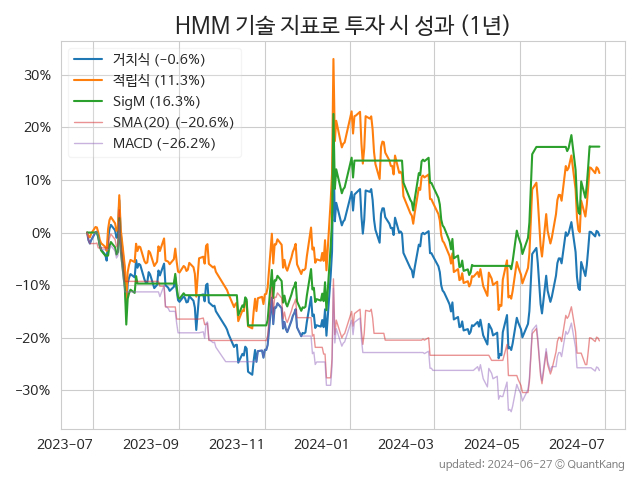 HMM 기술 지표로 투자 시 성과 (1년)
거치식 (−0.6%)
적립식 (11.3%)
SigM (16.3%)
SMA(20) (−20.6%)
MACD (−26.2%)
30%
20%
10%
0%
−10%
−20%
−30%
2023-07 2023-09 2023-11 2024-01 2024-03 2024-05 2024-07
updated: 2024-06-27 © QuantKang